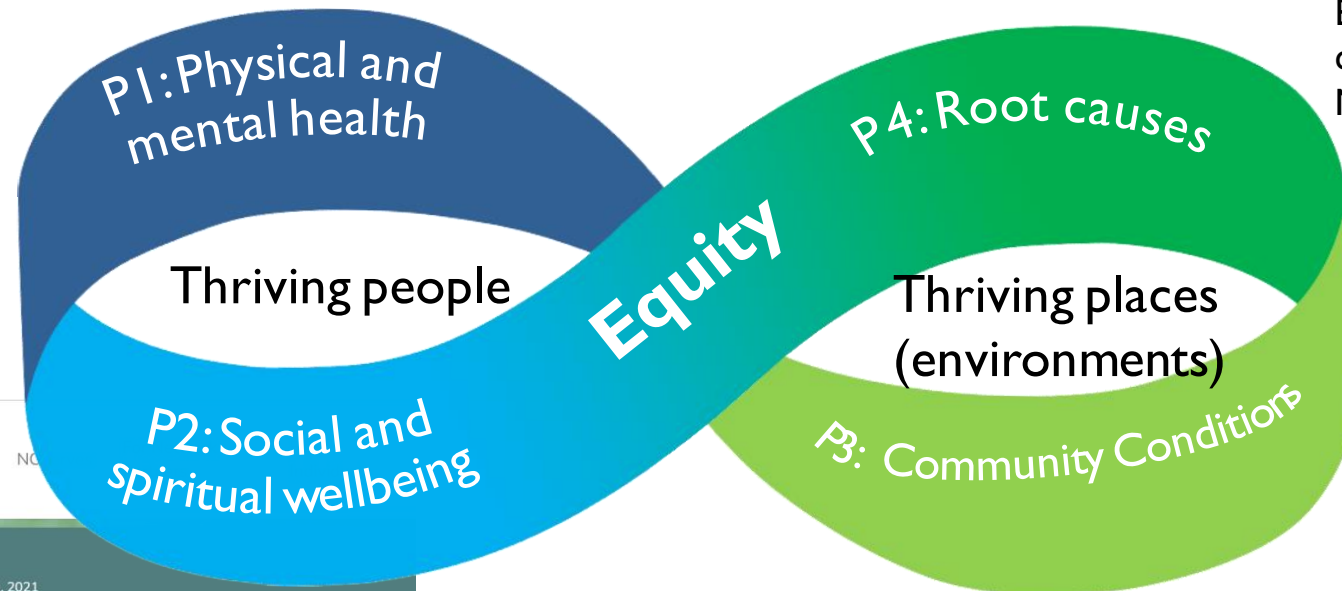 P1: Physical and
mental health
P4: Root causes
Equity
Thriving people
Thriving places
(environments)
P2: Social and
spiritual wellbeing
P3: Community Conditions
2021